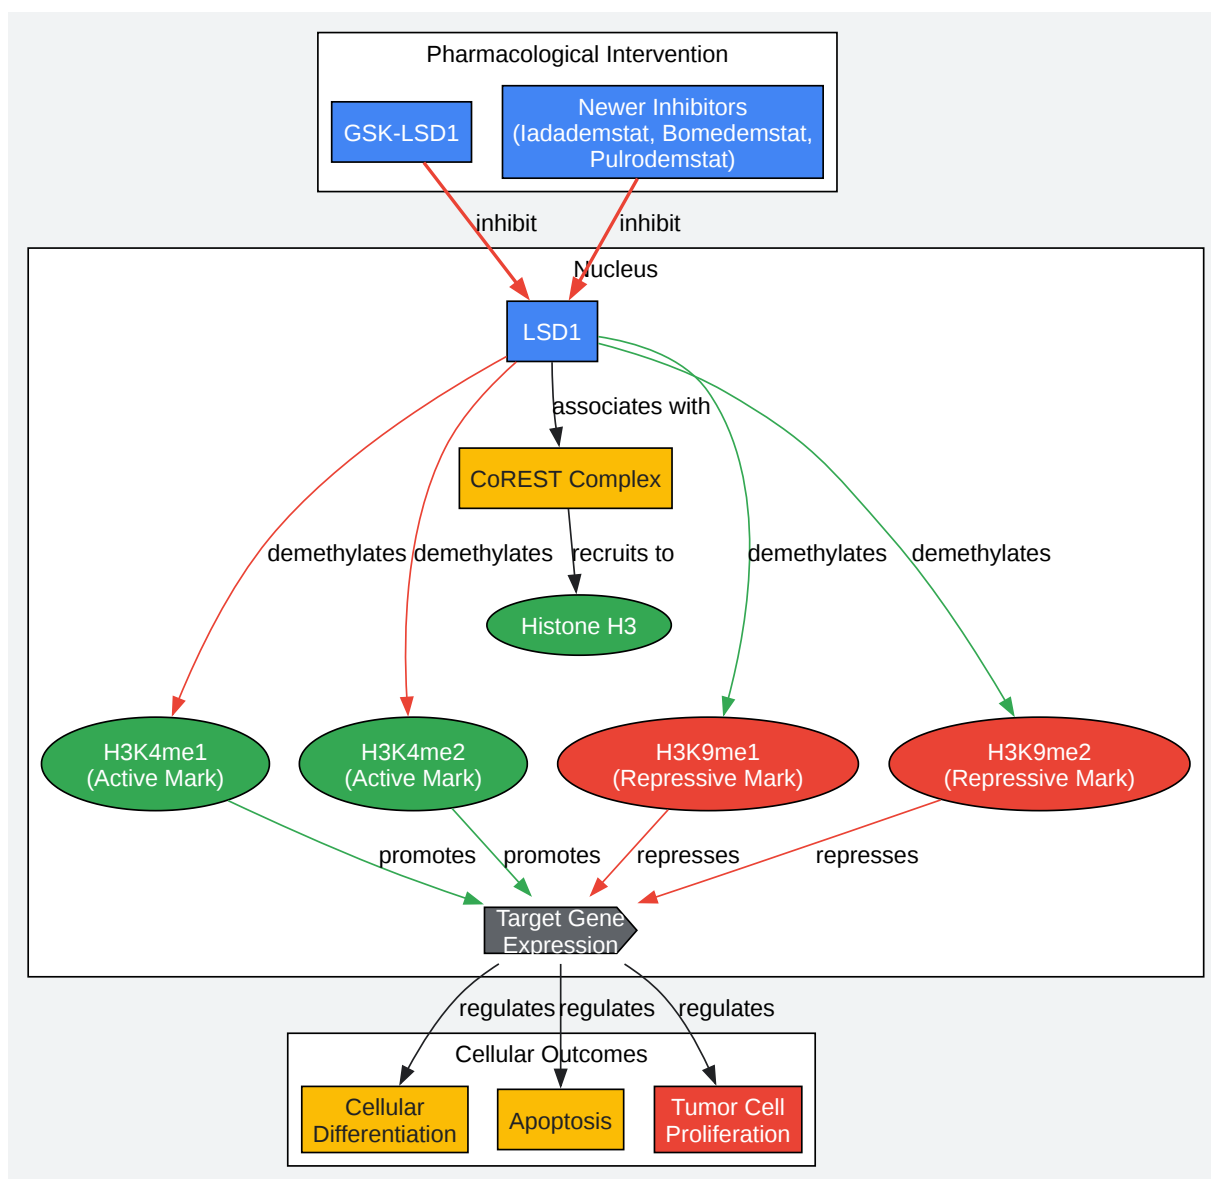 Pharmacological Intervention
GSK-LSD1
Newer Inhibitors
(Iadademstat, Bomedemstat,
Pulrodemstat)
inhibit
inhibit
Nucleus
LSD1
associates with
CoREST Complex
demethylates
demethylates
recruits to
demethylates
demethylates
Histone H3
H3K4me1
(Active Mark)
H3K4me2
(Active Mark)
H3K9me1
(Repressive Mark)
H3K9me2
(Repressive Mark)
promotes
promotes
represses
represses
Target Gene
Expression
regulates
regulates
regulates
Cellular Outcomes
Cellular
Differentiation
Apoptosis
Tumor Cell
Proliferation